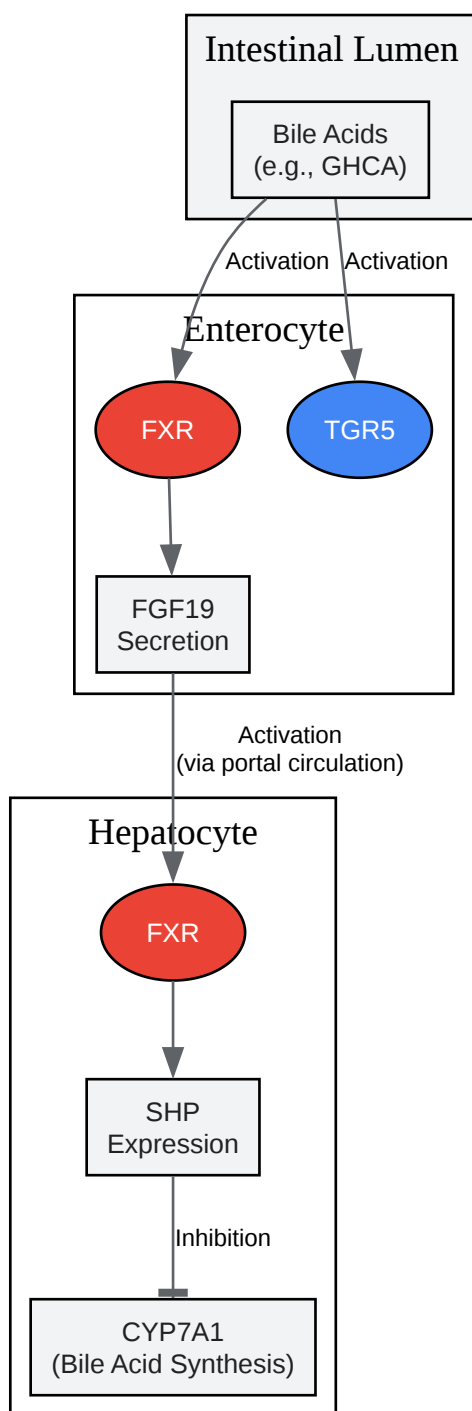 Intestinal Lumen
Bile Acids
(e.g., GHCA)
Activation
Activation
Enterocyte
FXR
TGR5
FGF19
Secretion
Activation
(via portal circulation)
Hepatocyte
FXR
SHP
Expression
Inhibition
CYP7A1
(Bile Acid Synthesis)